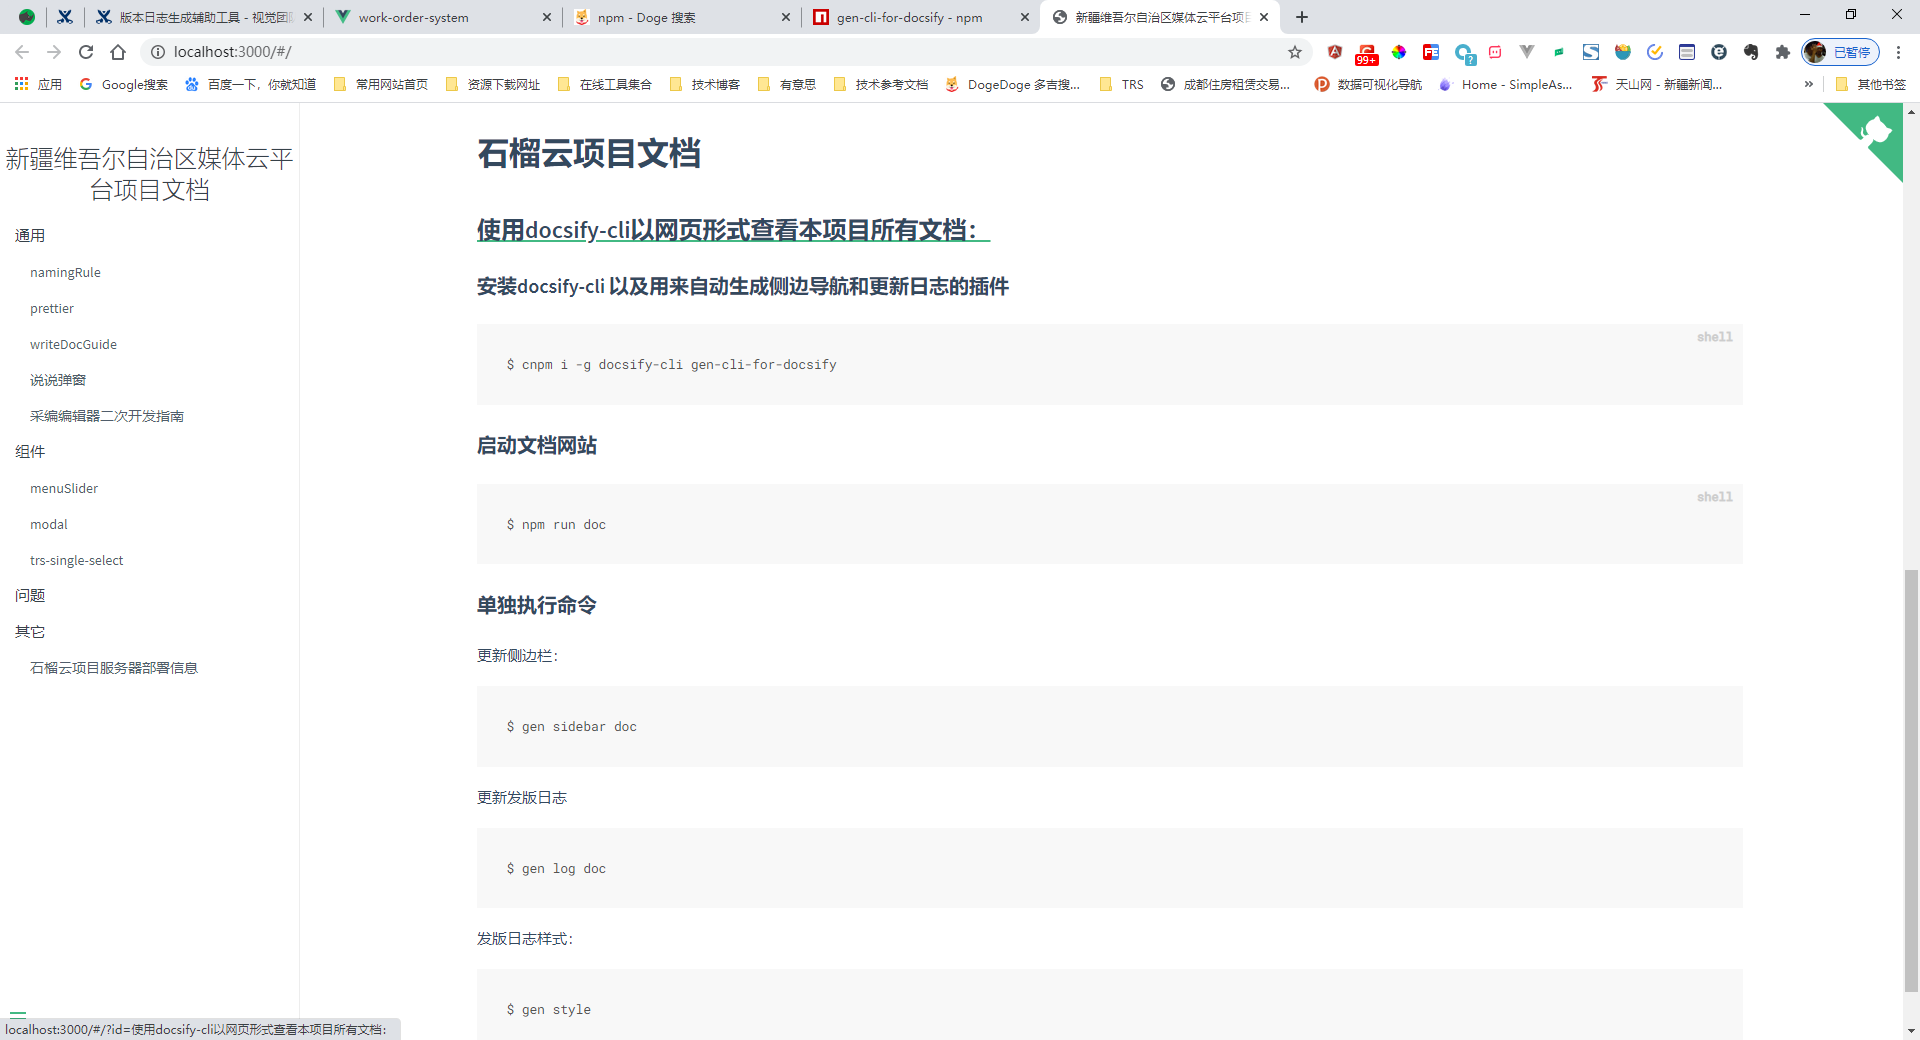 版本日志生成辅助工具 - 视觉团队
work-order-system
npm - Doge 搜索
gen-cli-for-docsify - npm
新疆维吾尔自治区媒体云平台项目
localhost:3000/#/
99+
已暂停
应用
Google搜索
百度一下，你就知道
常用网站首页
资源下载网址
在线工具集合
技术博客
有意思
技术参考文档
DogeDoge 多吉搜...
TRS
成都住房租赁交易...
数据可视化导航
Home - SimpleAs...
天山网 - 新疆新闻...
»
其他书签
新疆维吾尔自治区媒体云平
台项目文档
通用
namingRule
prettier
writeDocGuide
说说弹窗
采编编辑器二次开发指南
组件
menuSlider
modal
trs-single-select
问题
其它
石榴云项目服务器部署信息
石榴云项目文档
使用docsify-cli以网页形式查看本项目所有文档：
安装docsify-cli 以及用来自动生成侧边导航和更新日志的插件
shell
$ cnpm i -g docsify-cli gen-cli-for-docsify
启动文档网站
shell
$ npm run doc
单独执行命令
更新侧边栏：
$ gen sidebar doc
更新发版日志
$ gen log doc
发版日志样式：
$ gen style
localhost:3000/#/?id=使用docsify-cli以网页形式查看本项目所有文档：